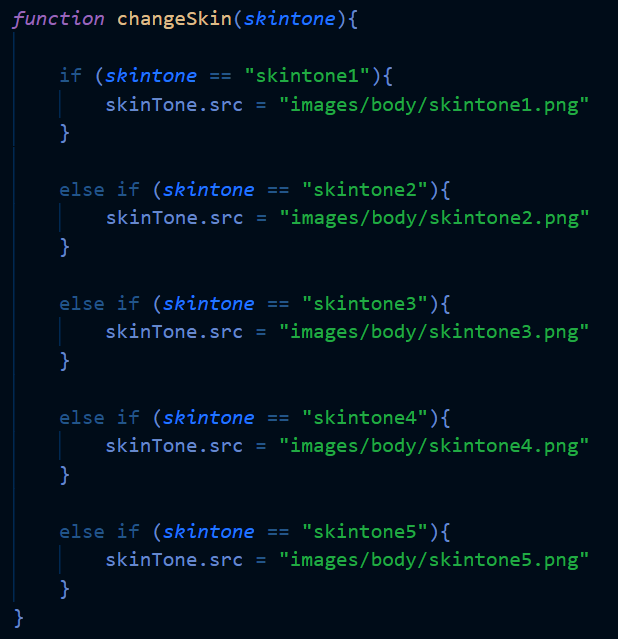 function changeSkin(skintone){
if (skintone == "skintone1"){
skinTone.src = "images/body/skintone1.png"
}
else if (skintone == "skintone2"){
skinTone.src = "images/body/skintone2.png"
}
else if (skintone == "skintone3"){
skinTone.src = "images/body/skintone3.png"
}
else if (skintone == "skintone4"){
skinTone.src = "images/body/skintone4.png"
}
else if (skintone == "skintone5"){
skinTone.src = "images/body/skintone5.png"
}
}